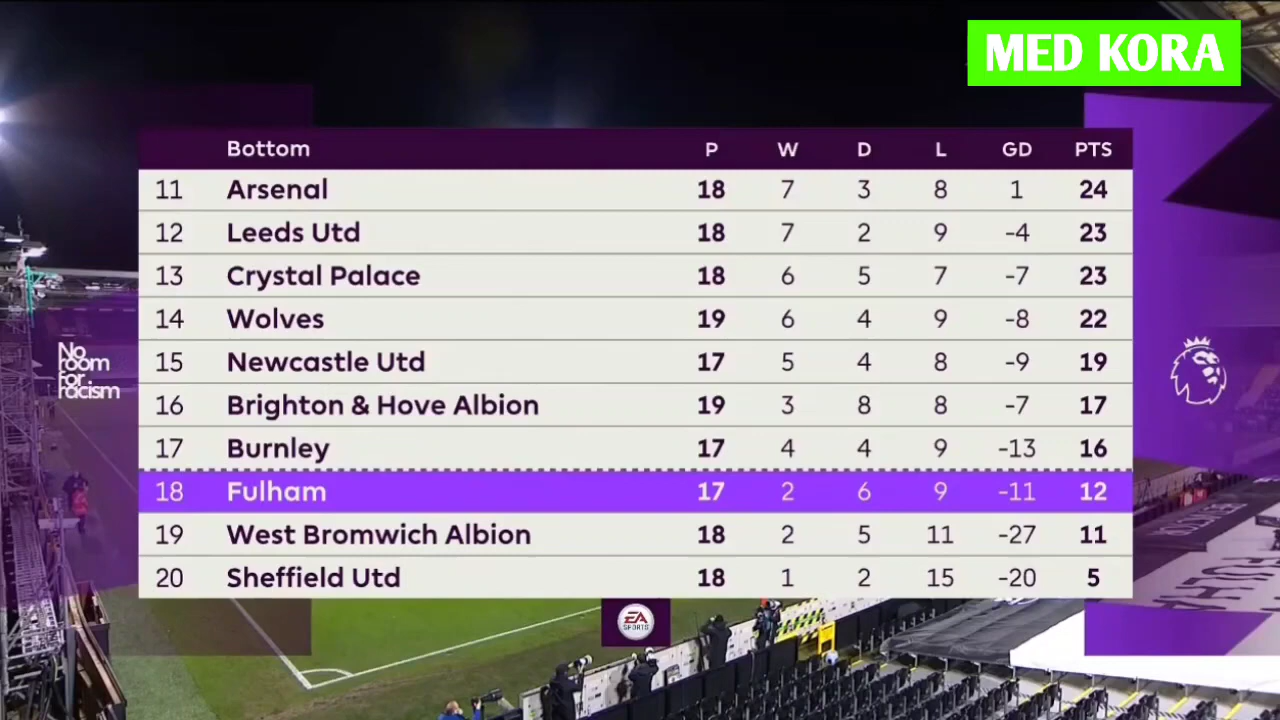 MED KORA
Bottom P W D L GD PTS
11 Arsenal 18 7 3 8 1 24
12 Leeds Utd 18 7 2 9 -4 23
13 Crystal Palace 18 6 5 7 -7 23
14 Wolves 19 6 4 9 -8 22
15 Newcastle Utd 17 5 4 8 -9 19
16 Brighton & Hove Albion 19 3 8 8 -7 17
17 Burnley 17 4 4 9 -13 16
18 Fulham 17 2 6 9 -11 12
19 West Bromwich Albion 18 2 5 11 -27 11
20 Sheffield Utd 18 1 2 15 -20 5
No
room
for
racism
EA
SPORTS